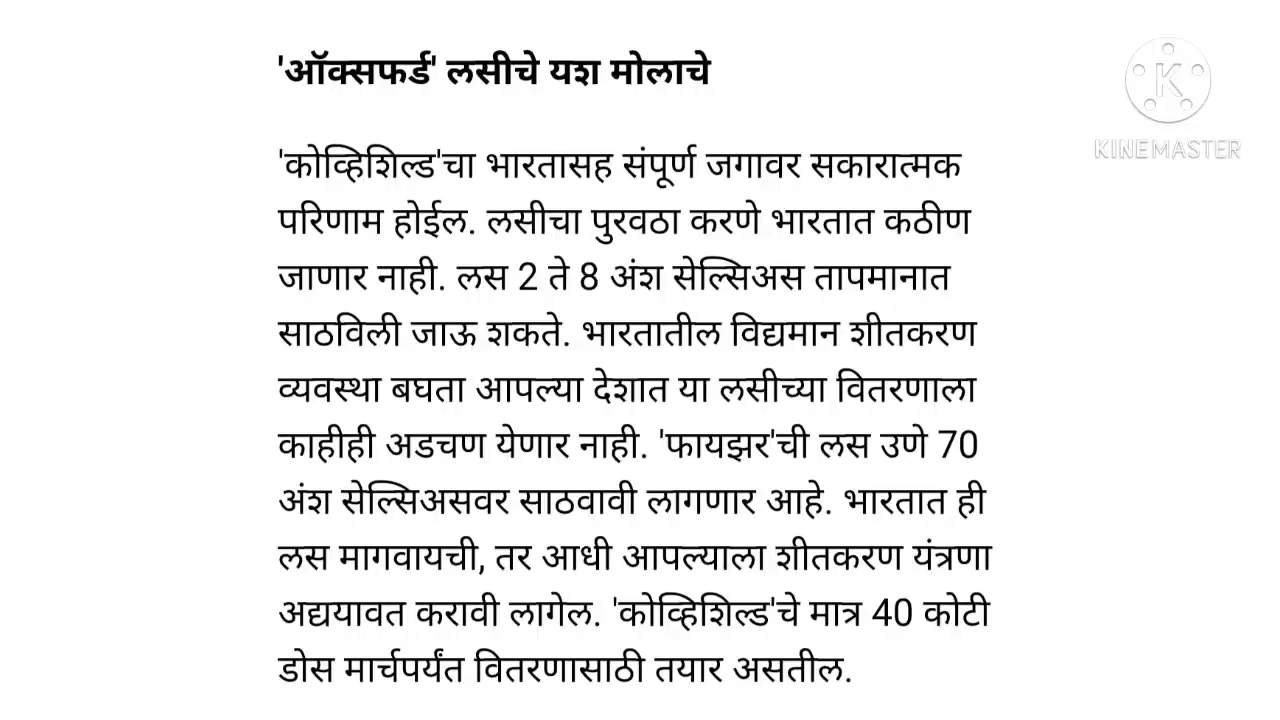 'ऑक्सफर्ड' लसीचे यश मोलाचे
'कोव्हिशिल्ड'चा भारतासह संपूर्ण जगावर सकारात्मक
परिणाम होईल. लसीचा पुरवठा करणे भारतात कठीण
जाणार नाही. लस 2 ते 8 अंश सेल्सिअस तापमानात
साठविली जाऊ शकते. भारतातील विद्यमान शीतकरण
व्यवस्था बघता आपल्या देशात या लसीच्या वितरणाला
काहीही अडचण येणार नाही. 'फायझर'ची लस उणे 70
अंश सेल्सिअसवर साठवावी लागणार आहे. भारतात ही
लस मागवायची, तर आधी आपल्याला शीतकरण यंत्रणा
अद्ययावत करावी लागेल. 'कोव्हिशिल्ड'चे मात्र 40 कोटी
डोस मार्चपर्यंत वितरणासाठी तयार असतील.
K
KINEMASTER